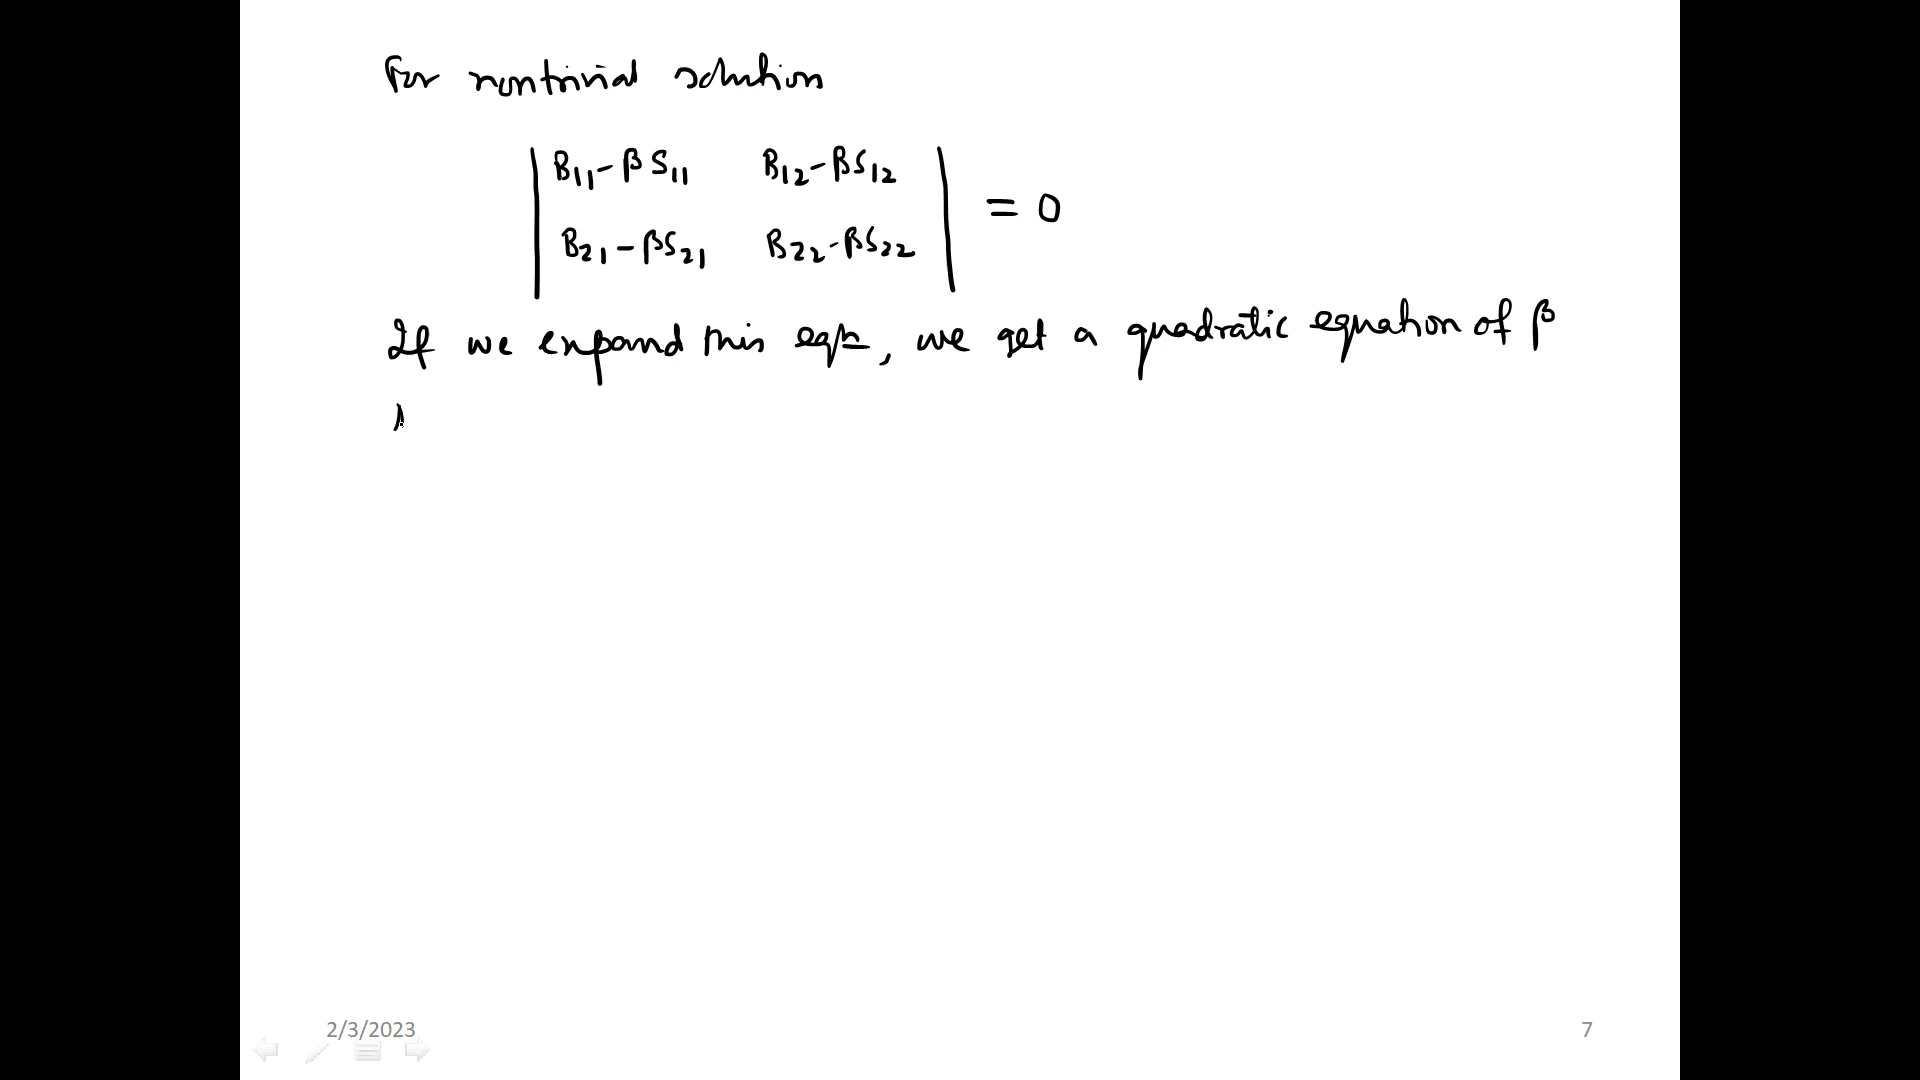 For nontrivial solution
B11-βS11 B12-βS12
B21-βS21 B22-βS22
= 0
If we expand this eqn, we get a quadratic equation of β
2/3/2023
7